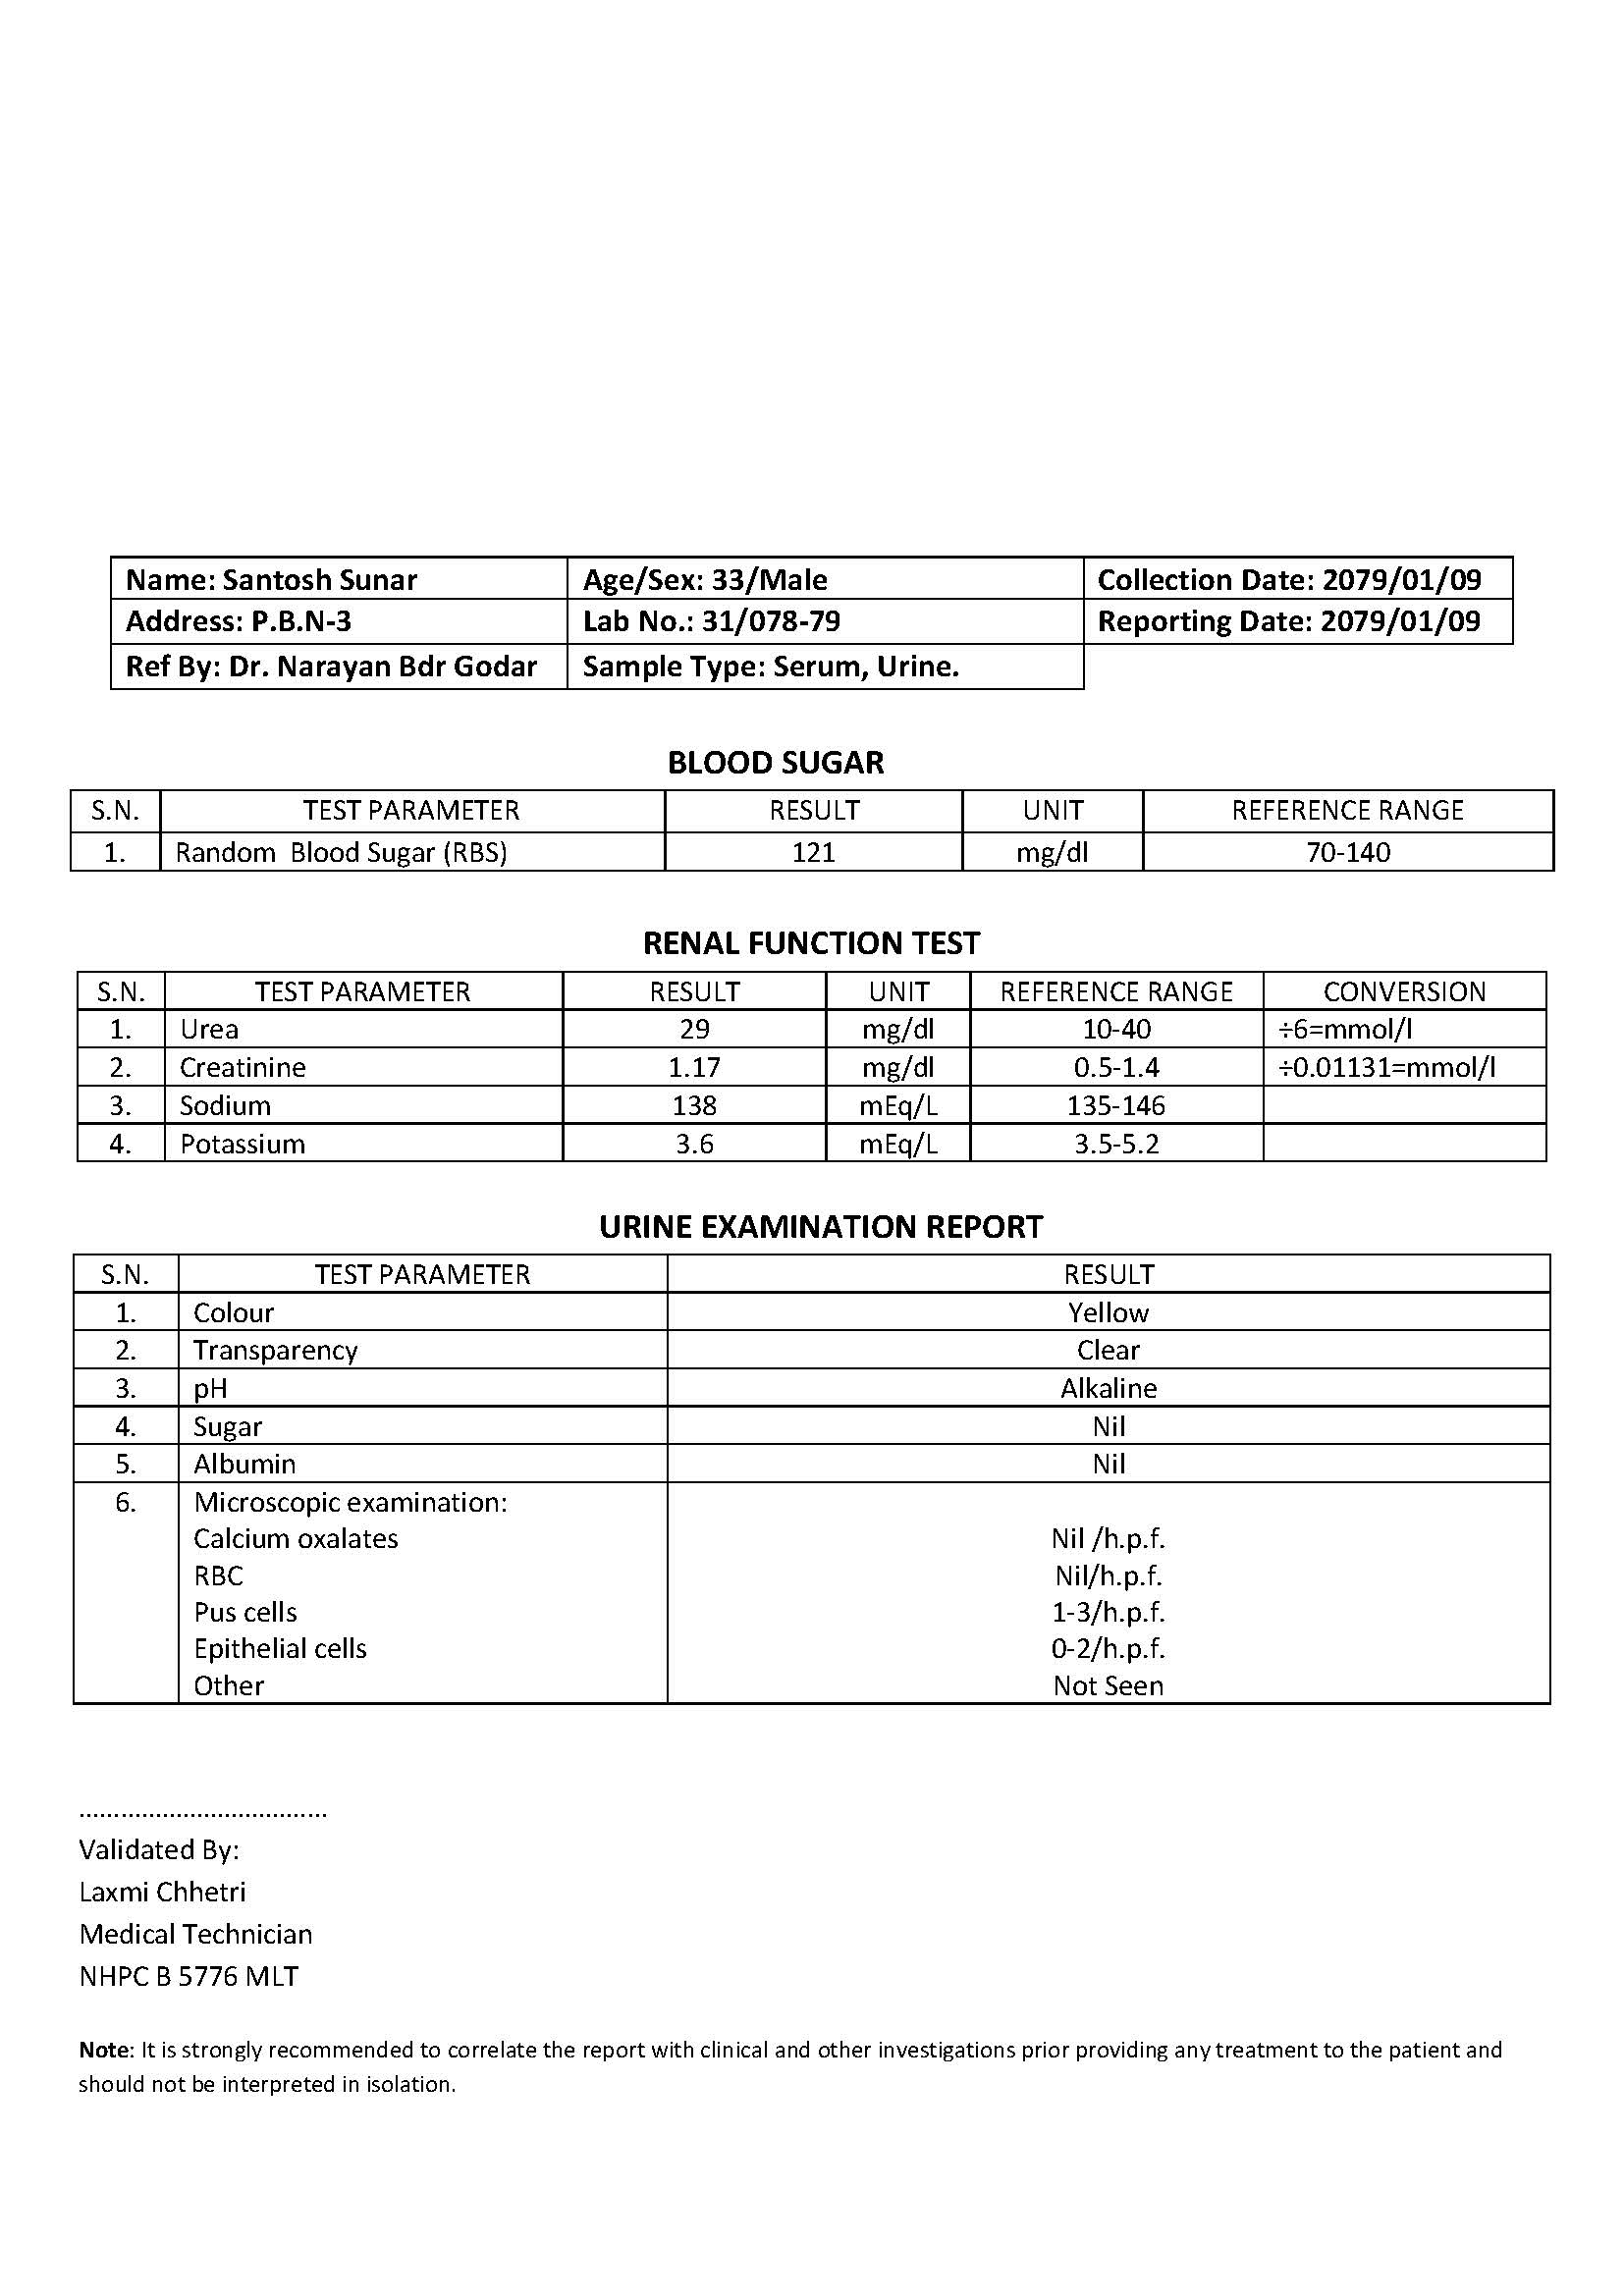 Name: Santosh Sunar Age/Sex: 33/Male Collection Date: 2079/01/09
Address: P.B.N-3 Lab No.: 31/078-79 Reporting Date: 2079/01/09
Ref By: Dr. Narayan Bdr Godar Sample Type: Serum, Urine.
BLOOD SUGAR
S.N. TEST PARAMETER RESULT UNIT REFERENCE RANGE
1. Random Blood Sugar (RBS) 121 mg/dl 70-140
RENAL FUNCTION TEST
S.N. TEST PARAMETER RESULT UNIT REFERENCE RANGE CONVERSION
1. Urea 29 mg/dl 10-40 ÷6=mmol/l
2. Creatinine 1.17 mg/dl 0.5-1.4 ÷0.01131=mmol/l
3. Sodium 138 mEq/L 135-146
4. Potassium 3.6 mEq/L 3.5-5.2
URINE EXAMINATION REPORT
S.N. TEST PARAMETER RESULT
1. Colour Yellow
2. Transparency Clear
3. pH Alkaline
4. Sugar Nil
5. Albumin Nil
6. Microscopic examination:
Calcium oxalates Nil /h.p.f.
RBC Nil/h.p.f.
Pus cells 1-3/h.p.f.
Epithelial cells 0-2/h.p.f.
Other Not Seen
....................................
Validated By:
Laxmi Chhetri
Medical Technician
NHPC B 5776 MLT
Note: It is strongly recommended to correlate the report with clinical and other investigations prior providing any treatment to the patient and
should not be interpreted in isolation.